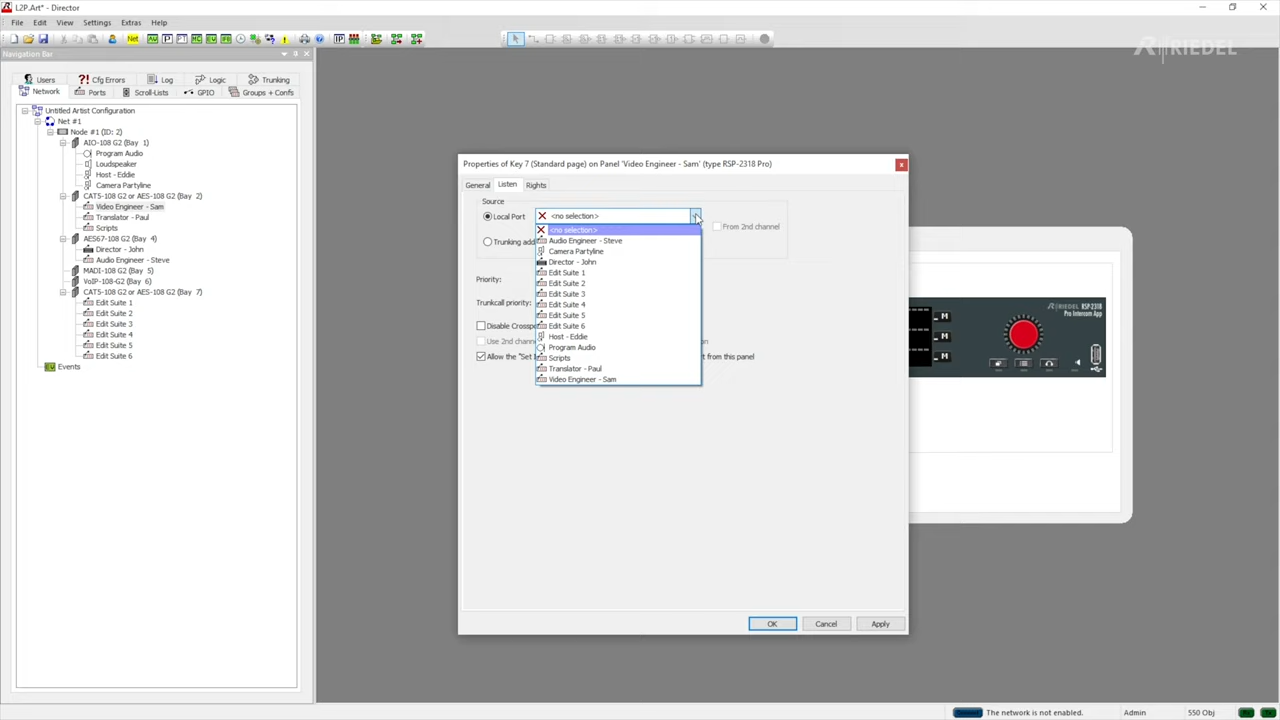 L2P.Art* - Director
File Edit View Settings Extras Help
Net
IP
RIEDEL
Navigation Bar
Users
Cfg Errors
Log
Logic
Trunking
Network
Ports
Scroll-Lists
GPIO
Groups + Confs
Untitled Artist Configuration
Net #1
Node #1 (ID: 2)
AIO-108 G2 (Bay 1)
Program Audio
Loudspeaker
Host - Eddie
Camera Partyline
CAT5-108 G2 or AES-108 G2 (Bay 2)
Video Engineer - Sam
Translator - Paul
Scripts
AES67-108 G2 (Bay 4)
Director - John
Audio Engineer - Steve
MADI-108 G2 (Bay 5)
VoIP-108-G2 (Bay 6)
CAT5-108 G2 or AES-108 G2 (Bay 7)
Edit Suite 1
Edit Suite 2
Edit Suite 3
Edit Suite 4
Edit Suite 5
Edit Suite 6
Events
Properties of Key 7 (Standard page) on Panel 'Video Engineer - Sam' (type RSP-2318 Pro)
General
Listen
Rights
Source
Local Port
<no selection>
From 2nd channel
Trunking add
Priority:
Trunkcall priority:
Disable Crossp
Use 2nd chann
Allow the "Set
t from this panel
<no selection>
Audio Engineer - Steve
Camera Partyline
Director - John
Edit Suite 1
Edit Suite 2
Edit Suite 3
Edit Suite 4
Edit Suite 5
Edit Suite 6
Host - Eddie
Program Audio
Scripts
Translator - Paul
Video Engineer - Sam
OK
Cancel
Apply
M
M
M
RIEDEL
RSP-2318
Pro Intercom App
The network is not enabled.
Admin
550 Obj